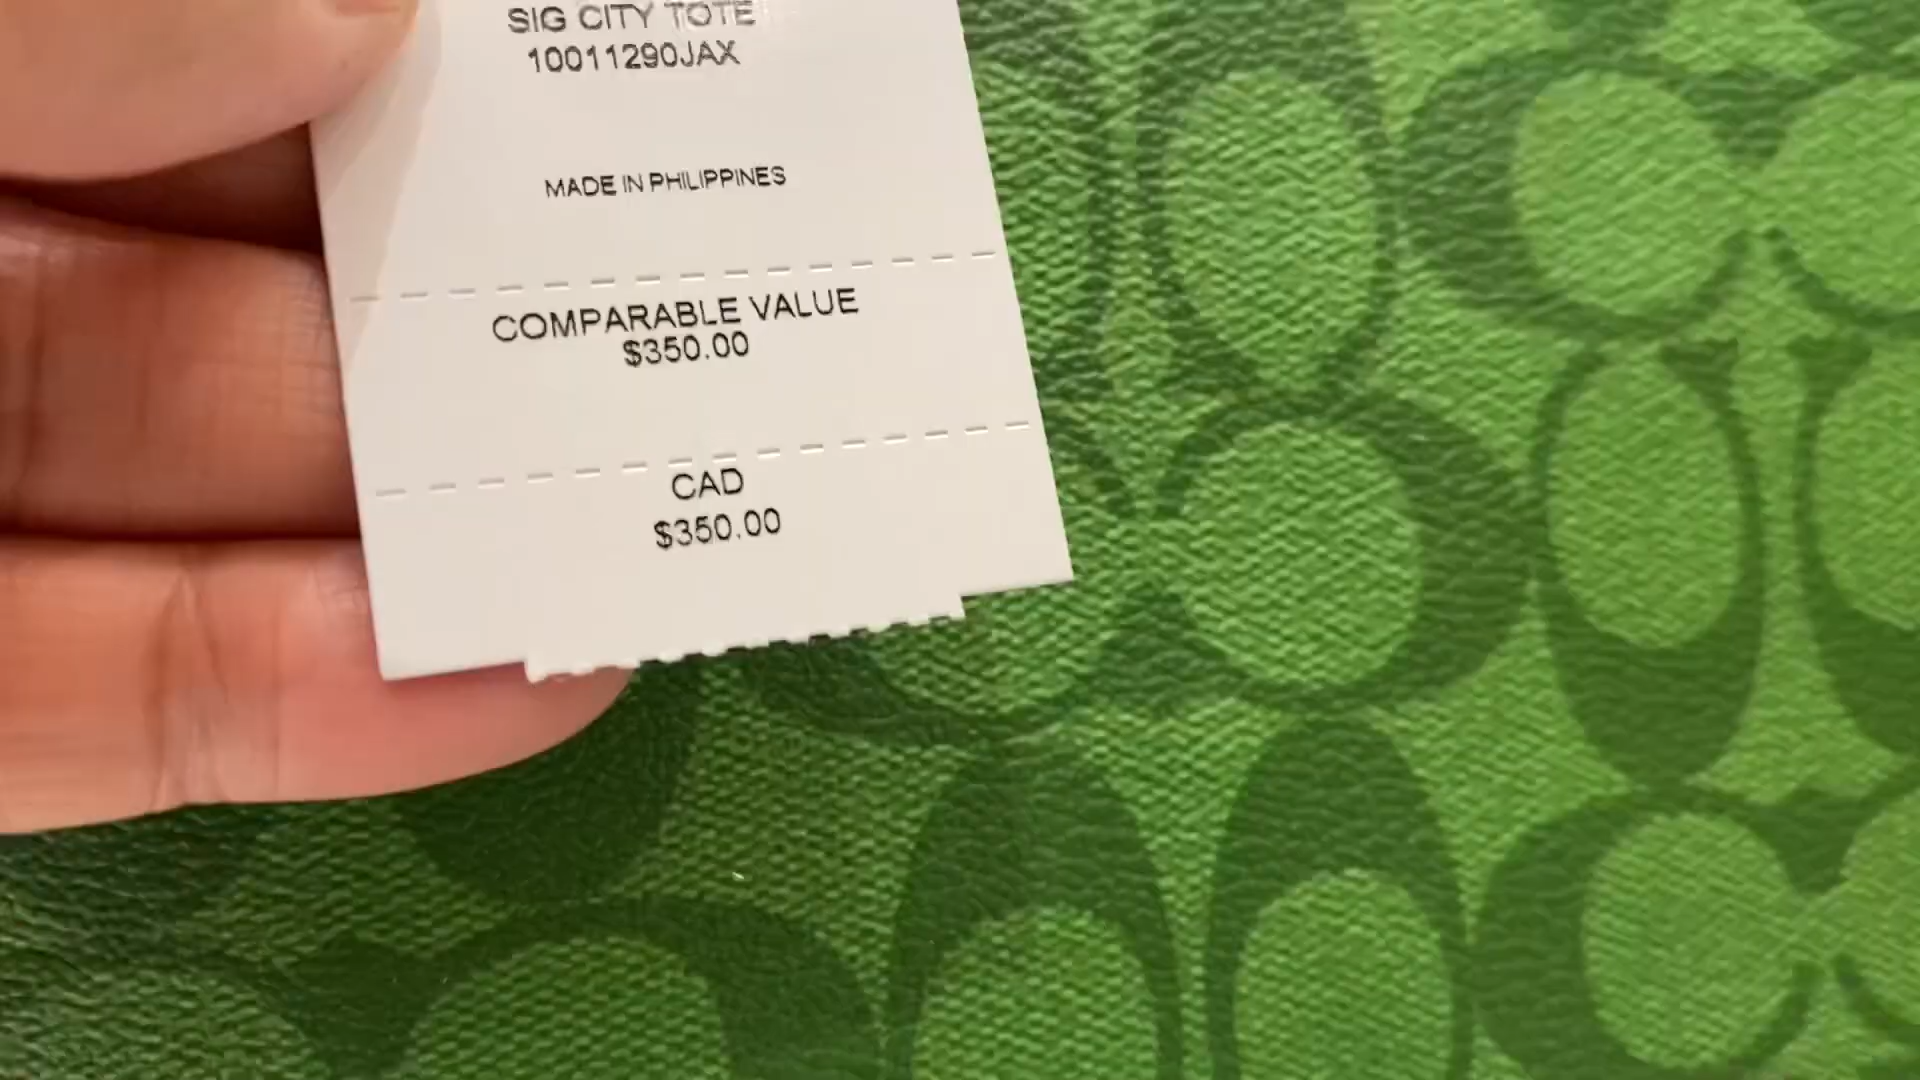 SIG CITY TOTE
10011290JAX
MADE IN PHILIPPINES
COMPARABLE VALUE
$350.00
CAD
$350.00